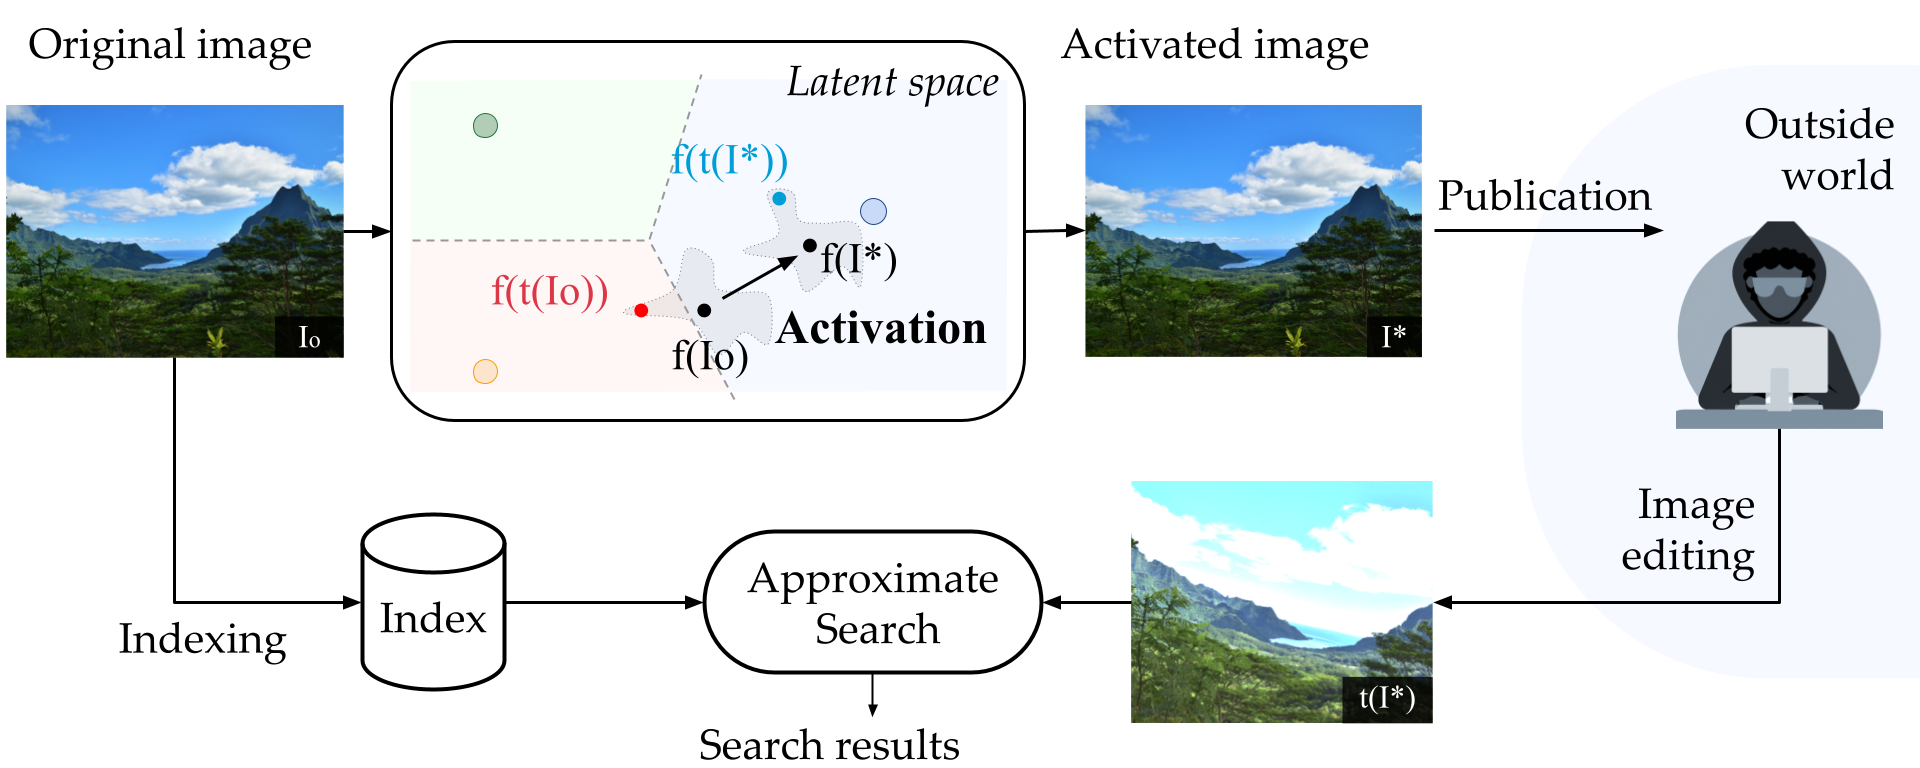 Original image
Activated image
Latent space
Outside
world
f(t(I*))
Publication
f(I*)
f(t(Io))
Activation
Io
f(Io)
I*
Image
editing
Approximate
Search
Index
Indexing
t(I*)
Search results